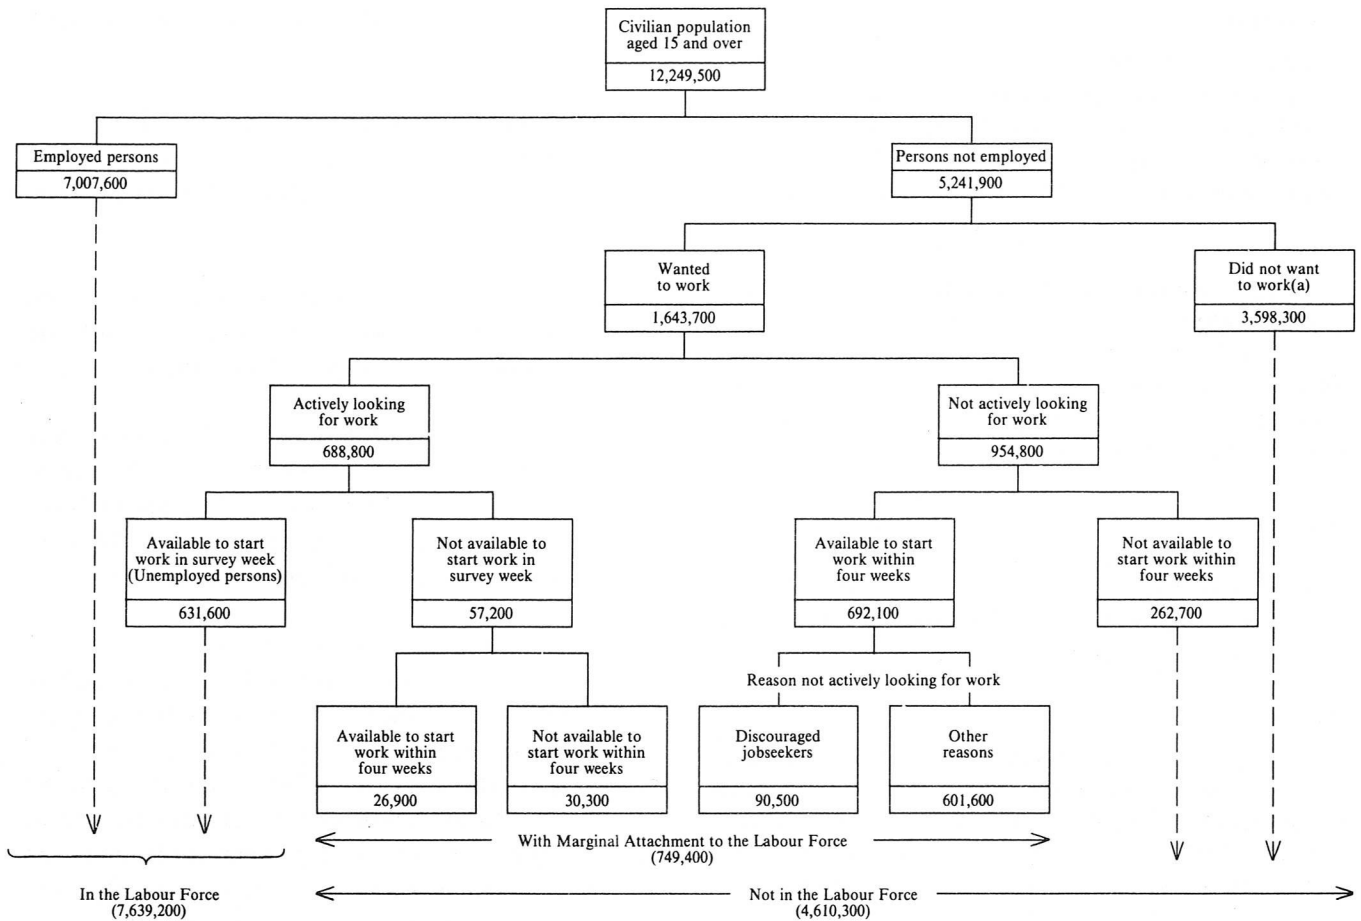 Civilian population
aged 15 and over
12,249,500
Employed persons
7,007,600
Persons not employed
5,241,900
Wanted
to work
1,643,700
Did not want
to work(a)
3,598,300
Actively looking
for work
688,800
Not actively looking
for work
954,800
Available to start
work in survey week
(Unemployed persons)
631,600
Not available to
start work in
survey week
57,200
Available to start
work within
four weeks
692,100
Not available to
start work within
four weeks
262,700
Reason not actively looking for work
Available to start
work within
four weeks
26,900
Not available to
start work within
four weeks
30,300
Discouraged
jobseekers
90,500
Other
reasons
601,600
With Marginal Attachment to the Labour Force
(749,400)
In the Labour Force
(7,639,200)
Not in the Labour Force
(4,610,300)